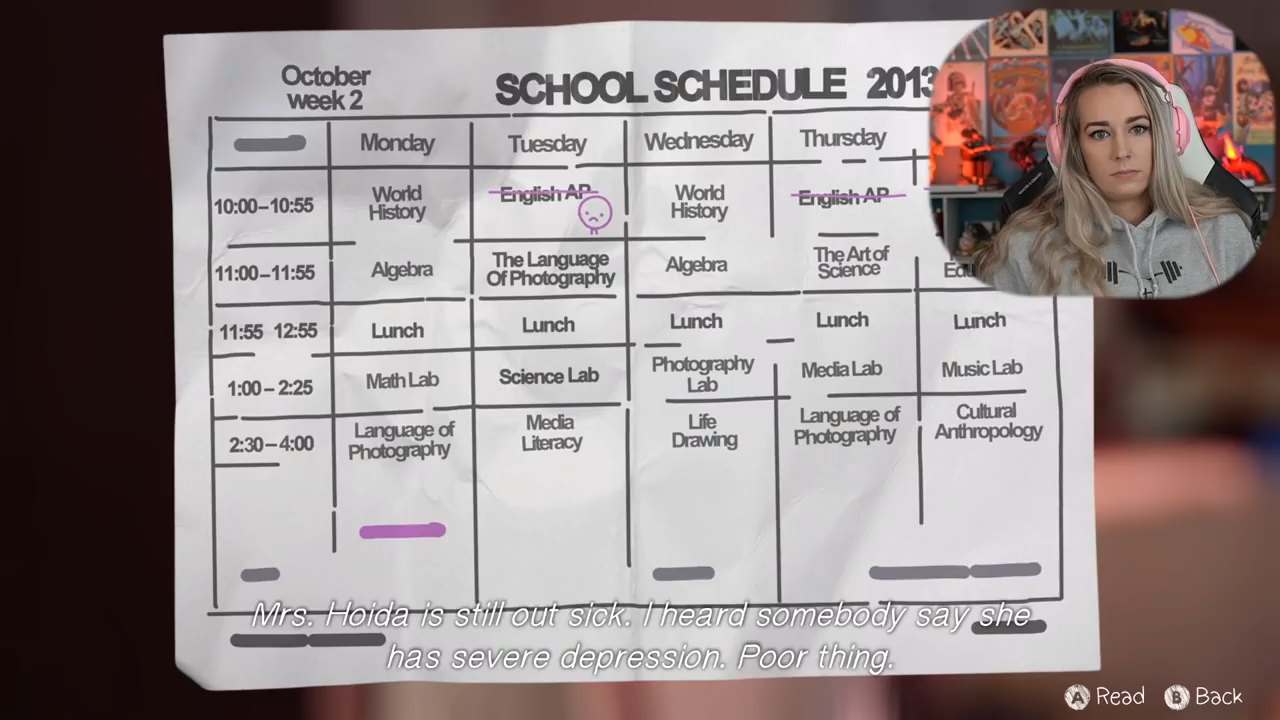 October
week 2
SCHOOL SCHEDULE 2013
Monday
Tuesday
Wednesday
Thursday
10:00-10:55
World
History
English AP
World
History
English AP
11:00-11:55
Algebra
The Language
Of Photography
Algebra
The Art of
Science
11:55 12:55
Lunch
Lunch
Lunch
Lunch
Lunch
1:00-2:25
Math Lab
Science Lab
Photography
Lab
Media Lab
Music Lab
2:30-4:00
Language of
Photography
Media
Literacy
Life
Drawing
Language of
Photography
Cultural
Anthropology
Mrs. Hoida is still out sick. I heard somebody say she
has severe depression. Poor thing.
A Read B Back